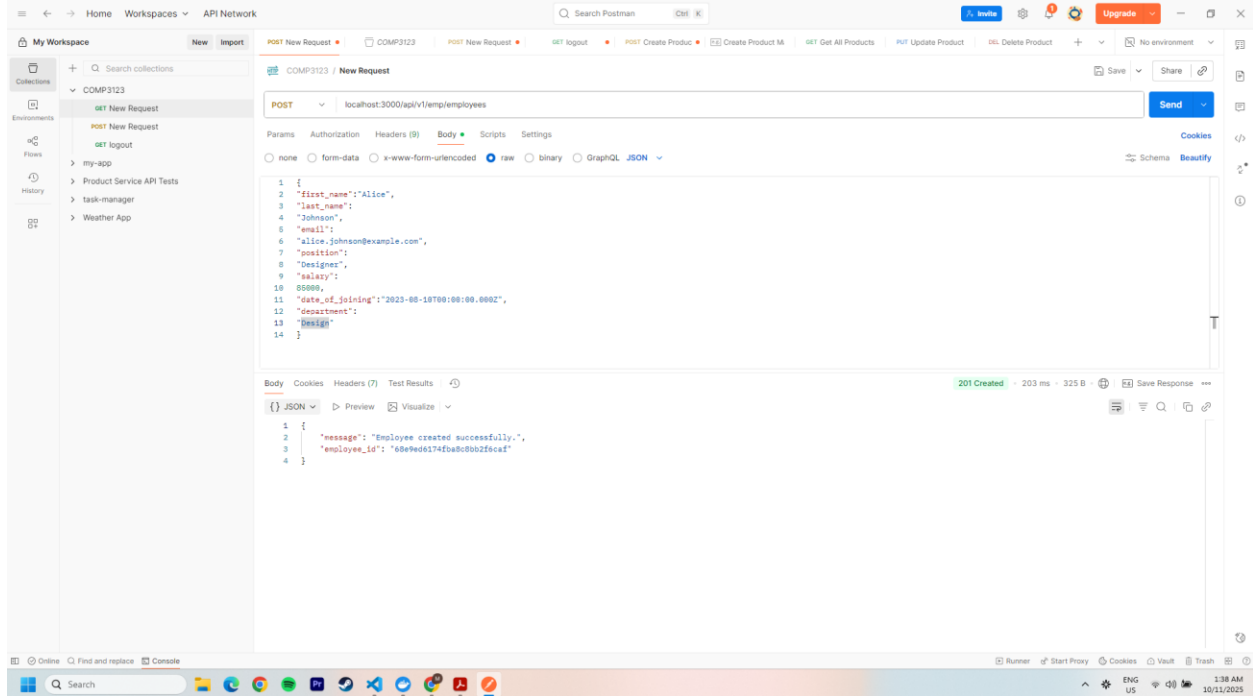 Home Workspaces API Network Search Postman Ctrl K Invite 1 Upgrade
My Workspace New Import POST New Request COMP3123 POST New Request GET logout POST Create Produc Create Product M GET Get All Products PUT Update Product DEL Delete Product No environment
Collections Search collections COMP3123 / New Request Save Share
COMP3123
GET New Request POST localhost:3000/api/v1/emp/employees Send
Environments POST New Request
GET logout Params Authorization Headers (9) Body Scripts Settings Cookies
Flows my-app none form-data x-www-form-urlencoded raw binary GraphQL JSON Schema Beautify
Product Service API Tests
History task-manager
Weather App
1 {
2 "first_name":"Alice",
3 "last_name":
4 "Johnson",
5 "email":
6 "alice.johnson@example.com",
7 "position":
8 "Designer",
9 "salary":
10 85000,
11 "date_of_joining":"2023-08-10T00:00:00.000Z",
12 "department":
13 "Design"
14 }
Body Cookies Headers (7) Test Results 201 Created 203 ms 325 B Save Response
{} JSON Preview Visualize
1 {
2 "message": "Employee created successfully.",
3 "employee_id": "68e9ed6174fba8c8bb2f6caf"
4 }
Online Find and replace Console Runner Start Proxy Cookies Vault Trash
Search ENG US 1:38 AM
10/11/2025